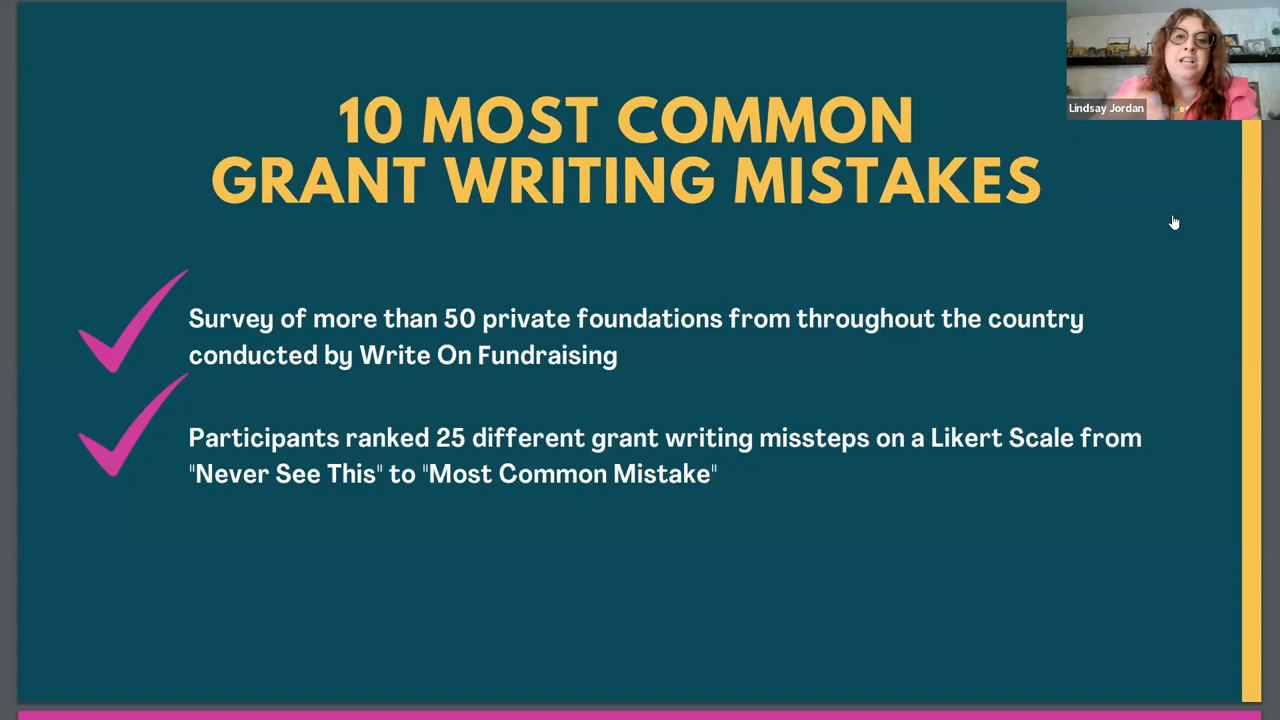 10 MOST COMMON
GRANT WRITING MISTAKES
Lindsay Jordan
Survey of more than 50 private foundations from throughout the country
conducted by Write On Fundraising
Participants ranked 25 different grant writing missteps on a Likert Scale from
"Never See This" to "Most Common Mistake"